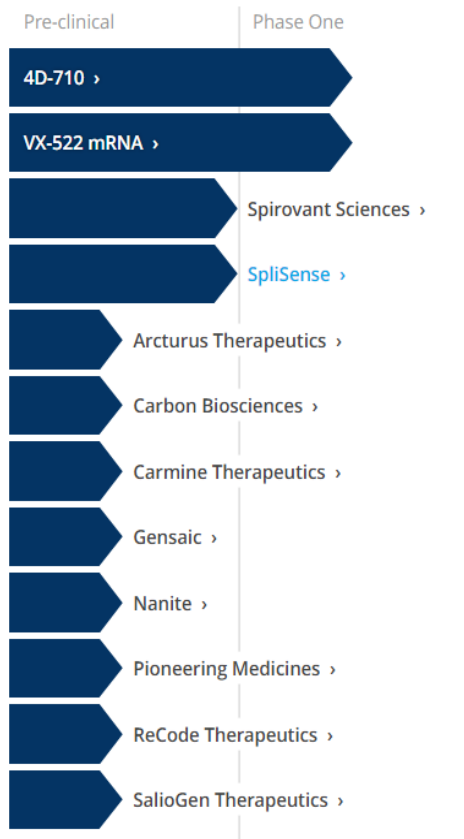 Pre-clinical Phase One
4D-710 ›
VX-522 mRNA ›
Spirovant Sciences ›
SpliSense ›
Arcturus Therapeutics ›
Carbon Biosciences ›
Carmine Therapeutics ›
Gensaic ›
Nanite ›
Pioneering Medicines ›
ReCode Therapeutics ›
SalioGen Therapeutics ›